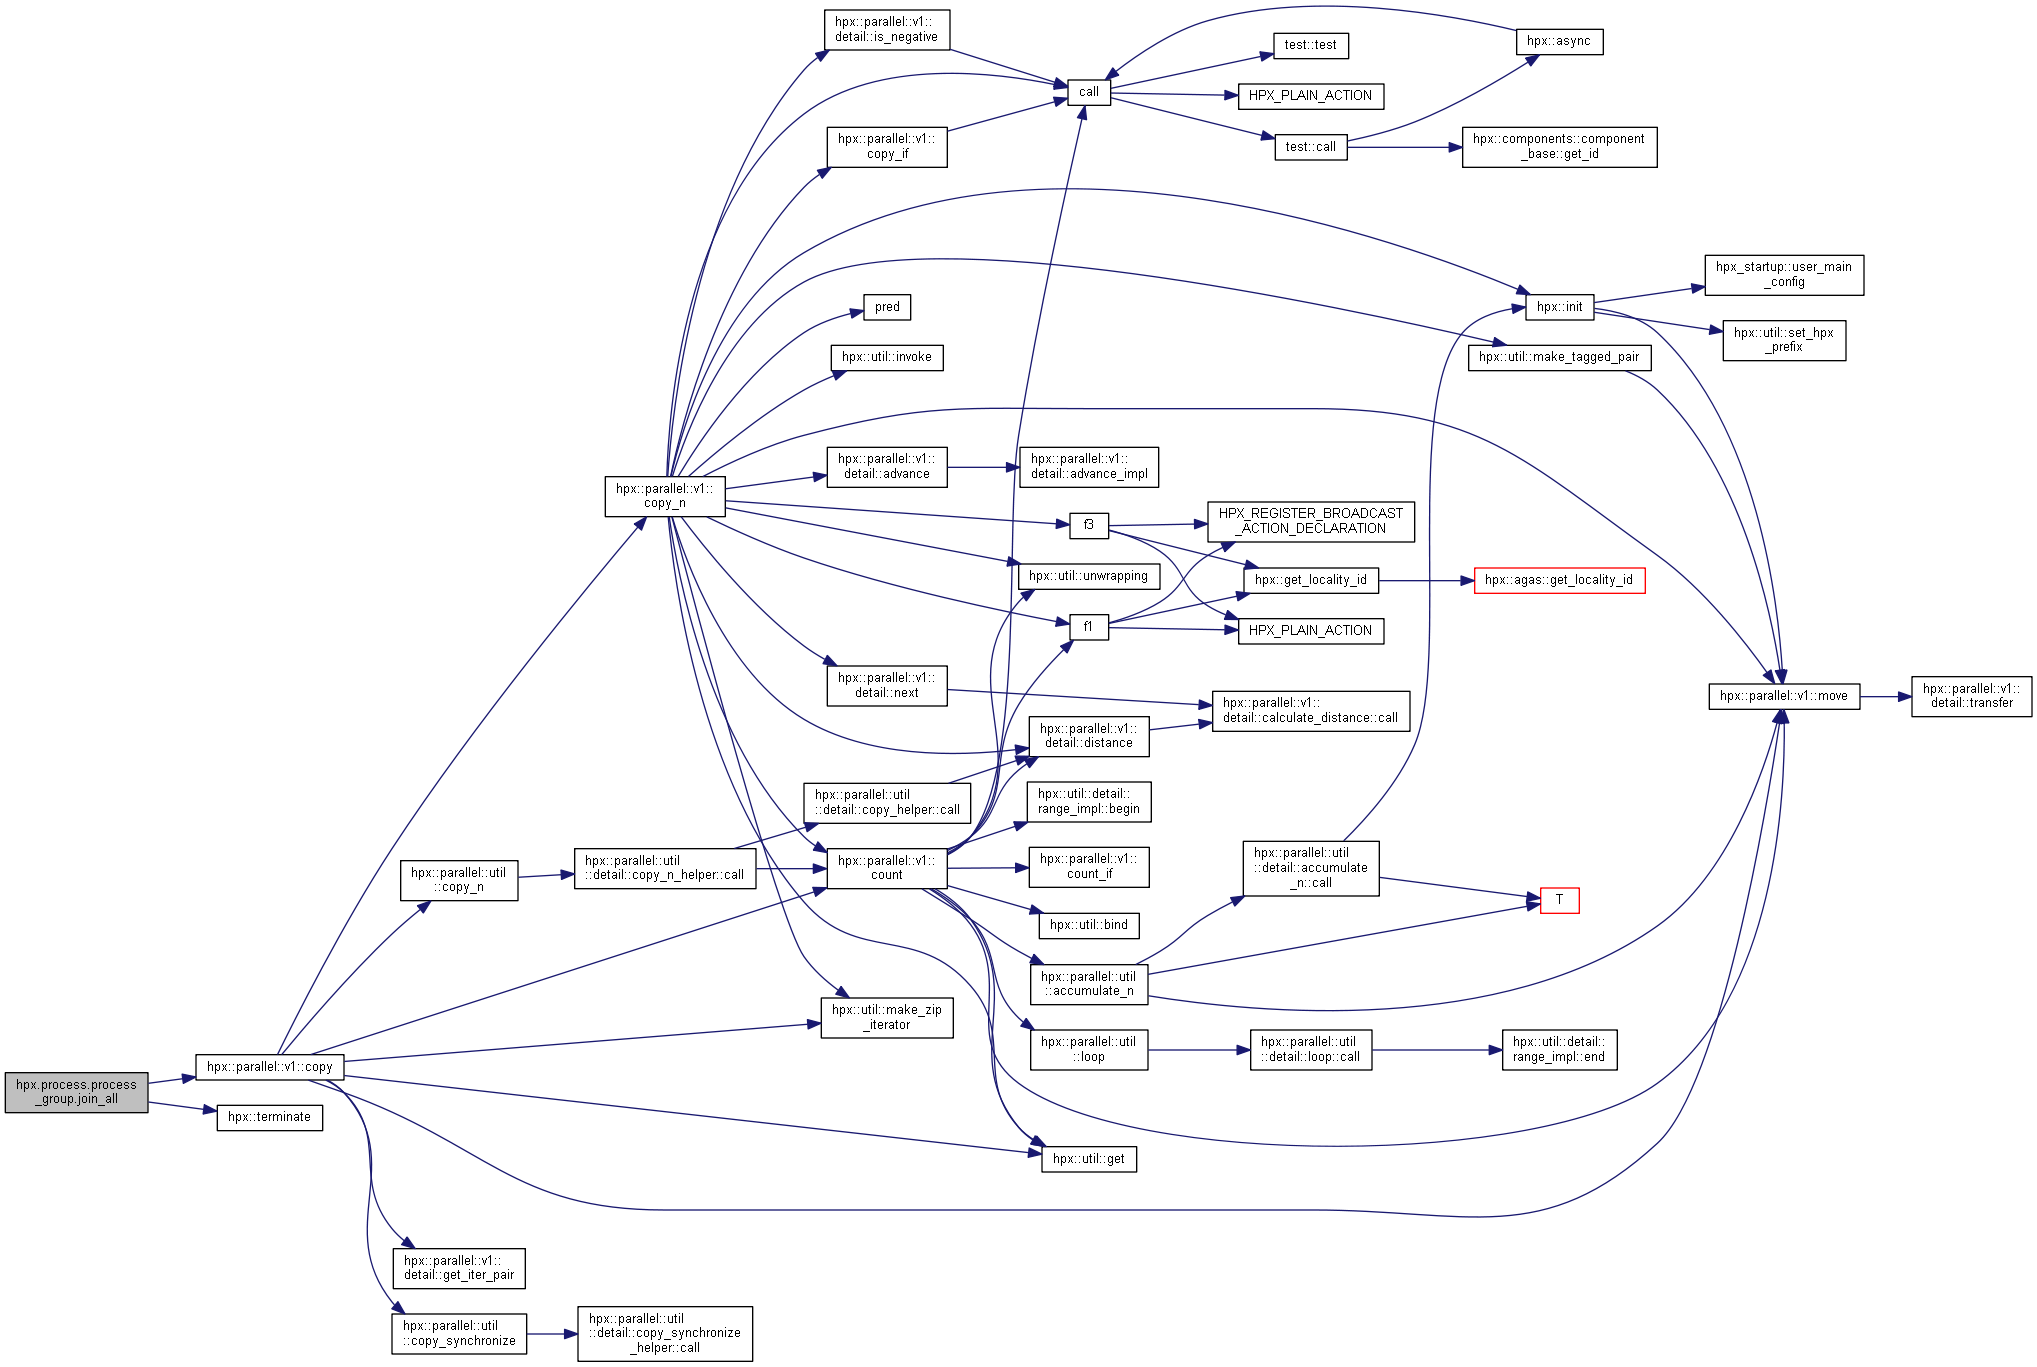 hpx::parallel::v1::
detail::is_negative
test::test
hpx::async
call
HPX_PLAIN_ACTION
hpx::parallel::v1::
copy_if
test::call
hpx::components::component
_base::get_id
hpx_startup::user_main
_config
pred
hpx::init
hpx::util::set_hpx
_prefix
hpx::util::invoke
hpx::util::make_tagged_pair
hpx::parallel::v1::
detail::advance
hpx::parallel::v1::
detail::advance_impl
hpx::parallel::v1::
copy_n
f3
HPX_REGISTER_BROADCAST
_ACTION_DECLARATION
hpx::util::unwrapping
hpx::get_locality_id
hpx::agas::get_locality_id
f1
HPX_PLAIN_ACTION
hpx::parallel::v1::
detail::next
hpx::parallel::v1::
detail::calculate_distance::call
hpx::parallel::v1::move
hpx::parallel::v1::
detail::transfer
hpx::parallel::v1::
detail::distance
hpx::parallel::util
::detail::copy_helper::call
hpx::util::detail::
range_impl::begin
hpx::parallel::util
::copy_n
hpx::parallel::util
::detail::copy_n_helper::call
hpx::parallel::v1::
count
hpx::parallel::v1::
count_if
hpx::parallel::util
::detail::accumulate
_n::call
T
hpx::util::bind
hpx::parallel::util
::accumulate_n
hpx::util::make_zip
_iterator
hpx::parallel::util
::loop
hpx::parallel::util
::detail::loop::call
hpx::util::detail::
range_impl::end
hpx::parallel::v1::copy
hpx.process.process
_group.join_all
hpx::terminate
hpx::util::get
hpx::parallel::v1::
detail::get_iter_pair
hpx::parallel::util
::copy_synchronize
hpx::parallel::util
::detail::copy_synchronize
_helper::call